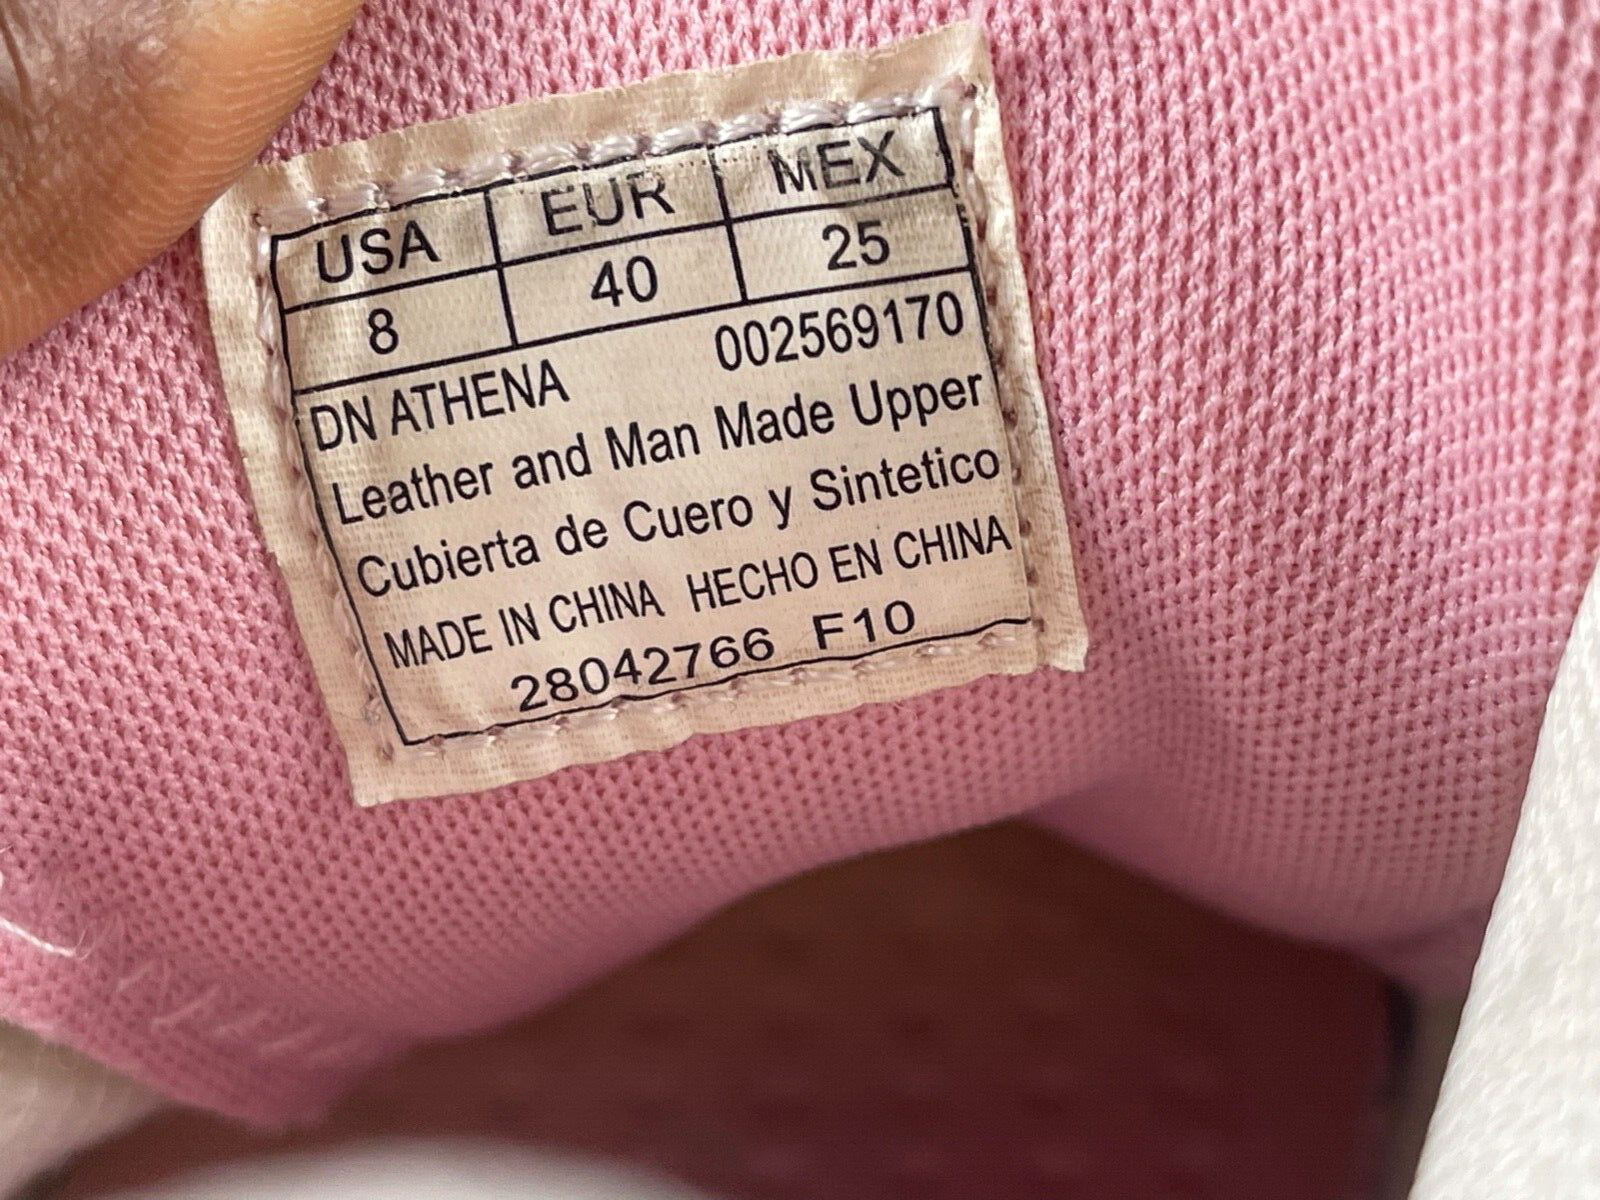 USA EUR MEX
8 40 25
DN ATHENA 002569170
Leather and Man Made Upper
Cubierta de Cuero y Sintetico
MADE IN CHINA HECHO EN CHINA
28042766 F10